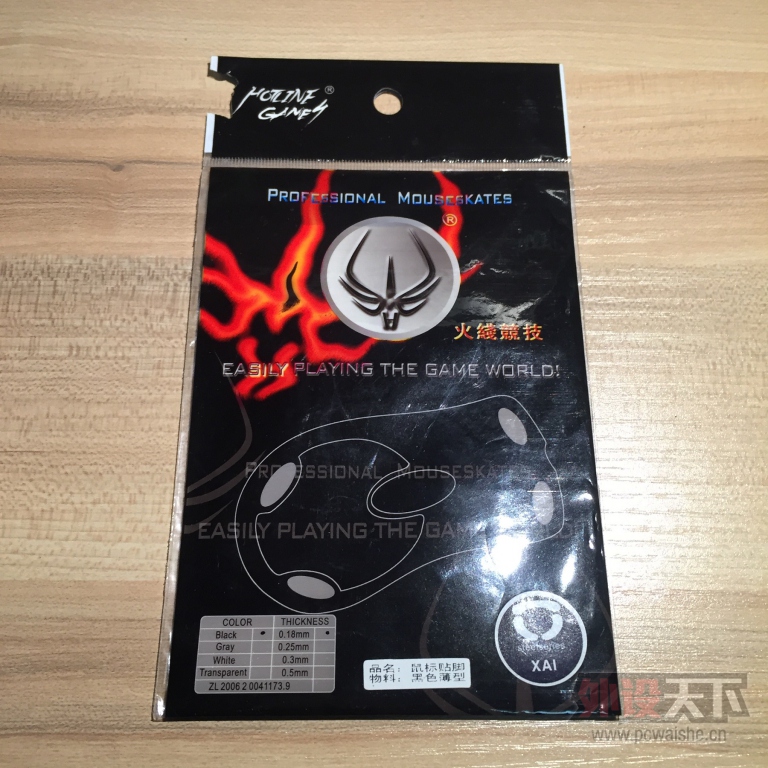 HOTLINE ®
GAMES
PROFESSIONAL MOUSESKATES
®
火綫競技
EASILY PLAYING THE GAME WORLD!
PROFESSIONAL MOUSESKATES
EASILY PLAYING THE GAME
COLOR THICKNESS
Black • 0.18mm •
Gray 0.25mm
White 0.3mm
Transparent 0.5mm
ZL 2006 2 0041173.9
品名: 鼠标贴脚
物料: 黑色薄型
steelseries
XAI
外设天下
www.pcwaishe.cn